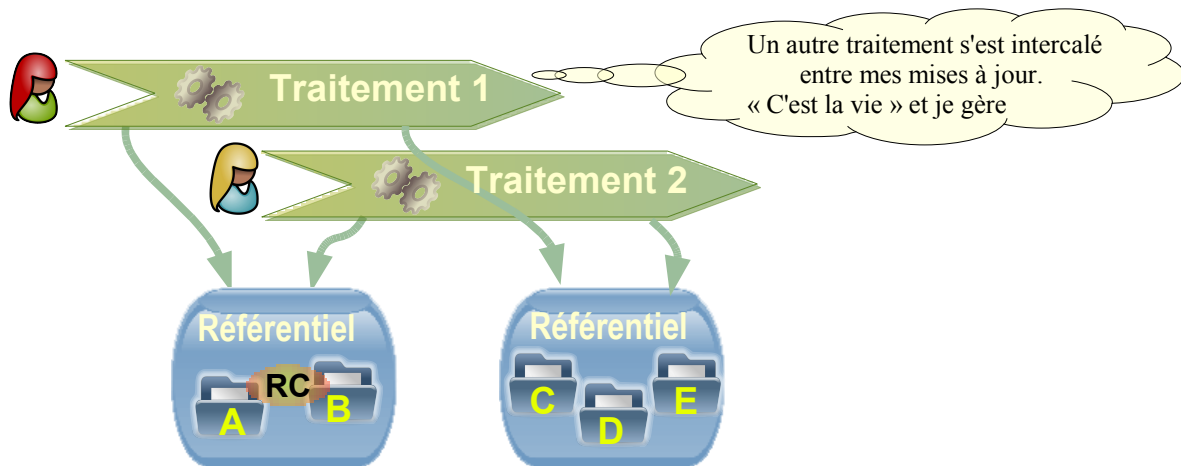 Un autre traitement s'est intercalé
entre mes mises à jour.
« C'est la vie » et je gère
Traitement 1
Traitement 2
Référentiel
RC
A
B
Référentiel
C
D
E